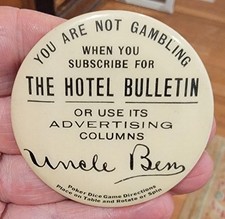 YOU ARE NOT GAMBLING
WHEN YOU
SUBSCRIBE FOR
THE HOTEL BULLETIN
OR USE ITS
ADVERTISING
COLUMNS
Uncle Ben
Poker Dice Game Directions
Place on Table and Rotate or Spin